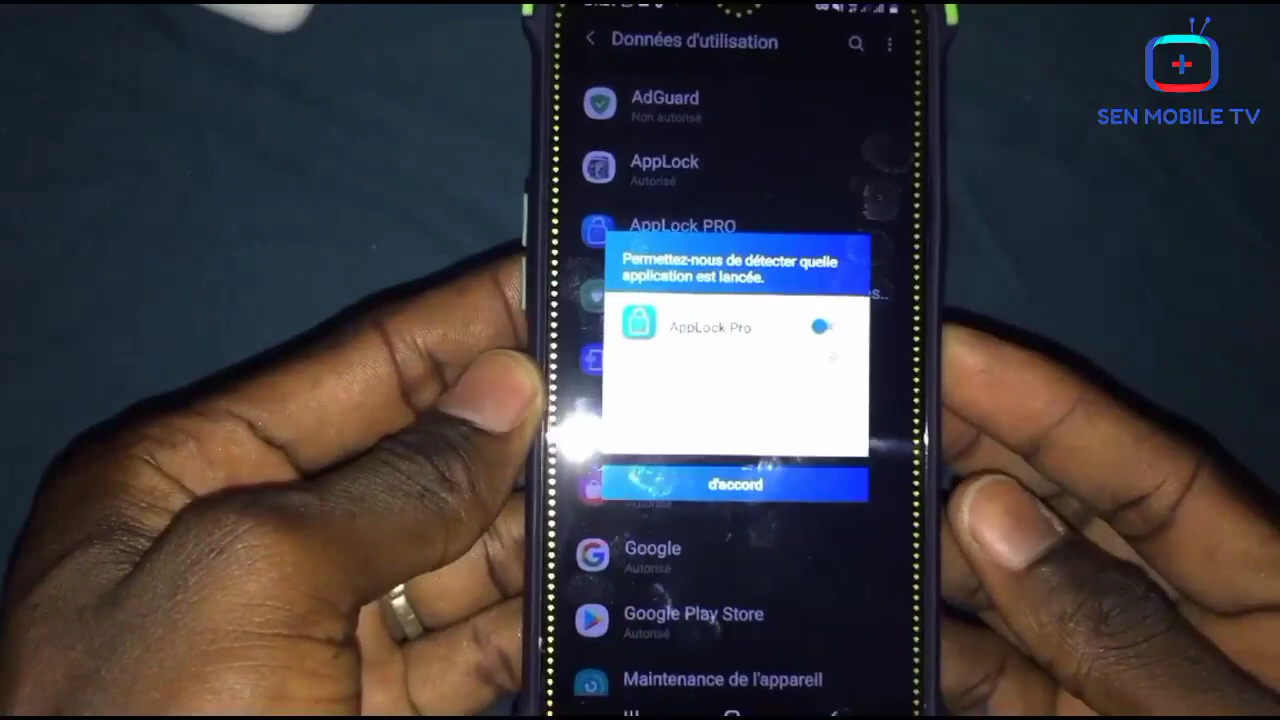 Données d'utilisation
SEN MOBILE TV
AdGuard
Non autorisé
AppLock
Autorisé
AppLock PRO
Permettez-nous de détecter quelle
application est lancée.
AppLock Pro
d'accord
Autorisé
Google
Autorisé
Google Play Store
Autorisé
Maintenance de l'appareil